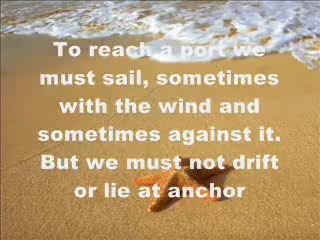 To reach a port we
must sail, sometimes
with the wind and
sometimes against it.
But we must not drift
or lie at anchor